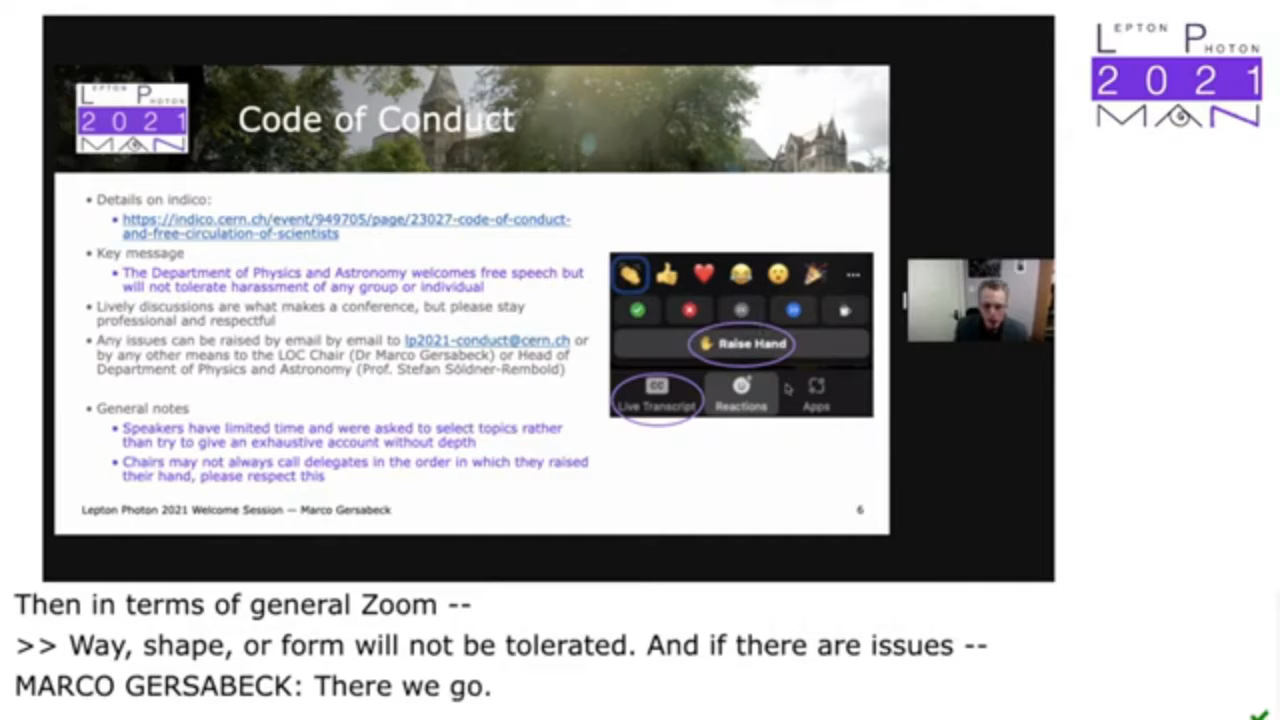 LEPTON PHOTON
2021
MAN
LEPTON PHOTON
2021
MAN
Code of Conduct
• Details on indico:
• https://indico.cern.ch/event/949705/page/23027-code-of-conduct-
and-free-circulation-of-scientists
• Key message
• The Department of Physics and Astronomy welcomes free speech but
will not tolerate harassment of any group or individual
• Lively discussions are what makes a conference, but please stay
professional and respectful
• Any issues can be raised by email by email to lp2021-conduct@cern.ch or
by any other means to the LOC Chair (Dr Marco Gersabeck) or Head of
Department of Physics and Astronomy (Prof. Stefan Söldner-Rembold)
• General notes
• Speakers have limited time and were asked to select topics rather
than try to give an exhaustive account without depth
• Chairs may not always call delegates in the order in which they raised
their hand, please respect this
Raise Hand
CC
Live Transcript
Reactions
Apps
Lepton Photon 2021 Welcome Session — Marco Gersabeck
6
Then in terms of general Zoom --
>> Way, shape, or form will not be tolerated. And if there are issues --
MARCO GERSABECK: There we go.